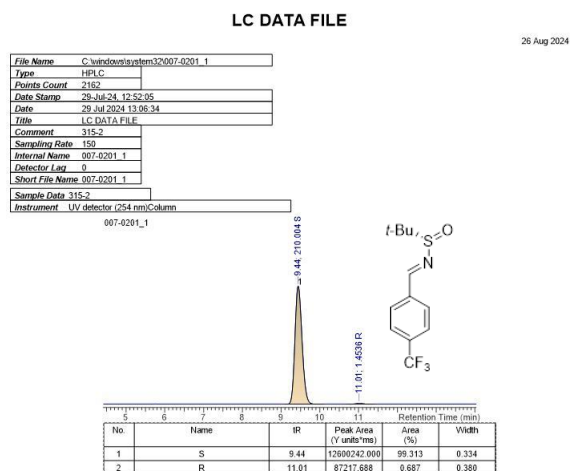 LC DATA FILE
26 Aug 2024
File Name C:\windows\system32\007-0201_1
Type HPLC
Points Count 2162
Date Stamp 29-Jul-24, 12:52:05
Date 29 Jul 2024 13:06:34
Title LC DATA FILE
Comment 315-2
Sampling Rate 150
Internal Name 007-0201_1
Detector Lag 0
Short File Name 007-0201_1
Sample Data 315-2
Instrument UV detector (254 nm)Column
007-0201_1
9.44; 210.004 S
11.01; 1.4536 R
t-Bu
S
O
N
CF3
5 6 7 8 9 10 11 Retention Time (min)
No. Name tR Peak Area (Y units*ms) Area (%) Width
1 S 9.44 12600242.000 99.313 0.334
2 R 11.01 87217.688 0.687 0.380